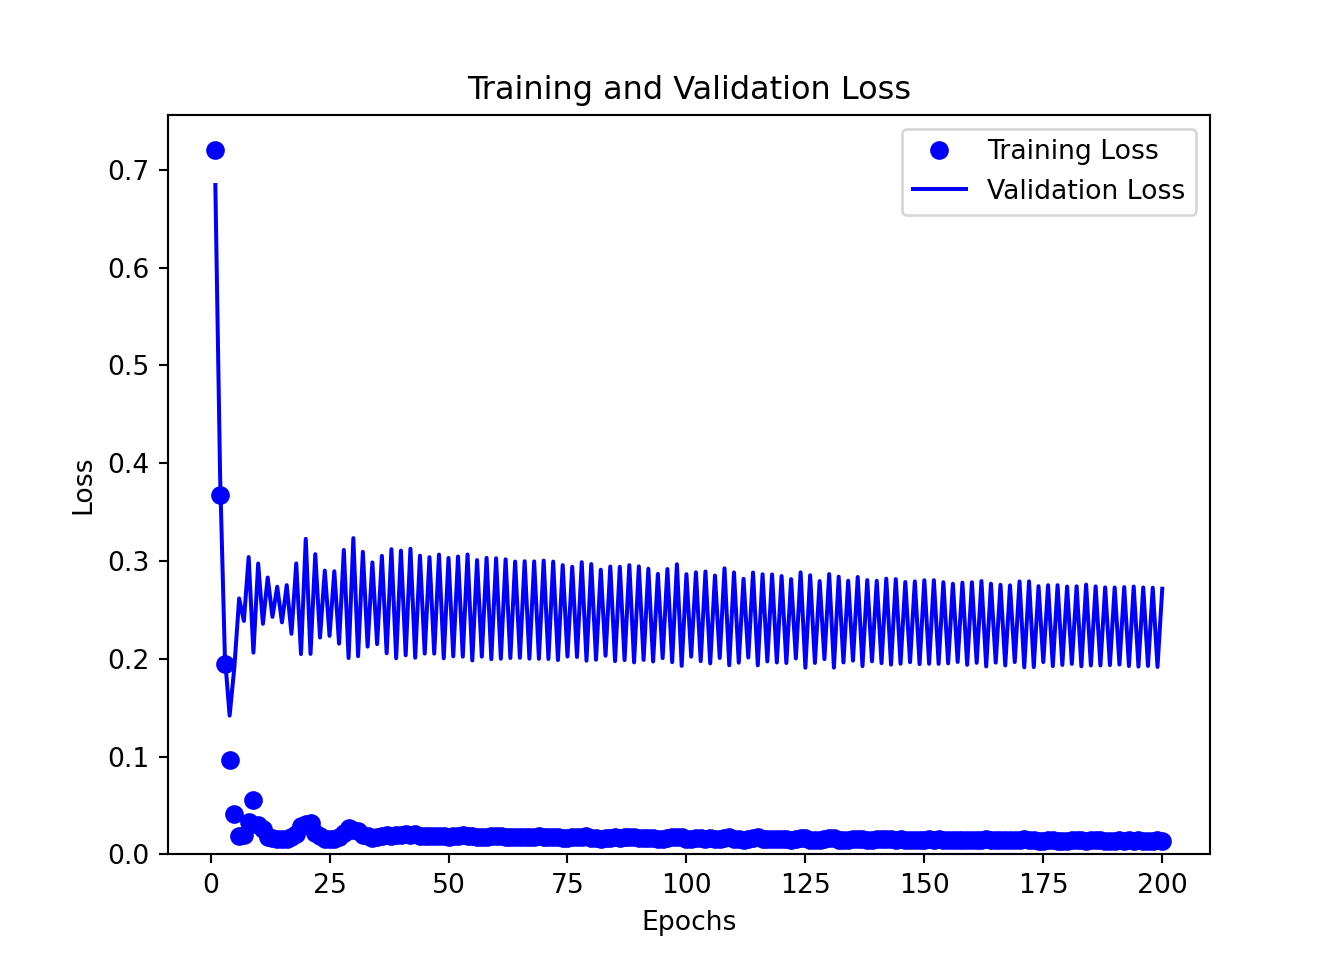 Training and Validation Loss
Training Loss
Validation Loss
0.7
0.6
0.5
0.4
0.3
0.2
0.1
0.0
Loss
0 25 50 75 100 125 150 175 200
Epochs